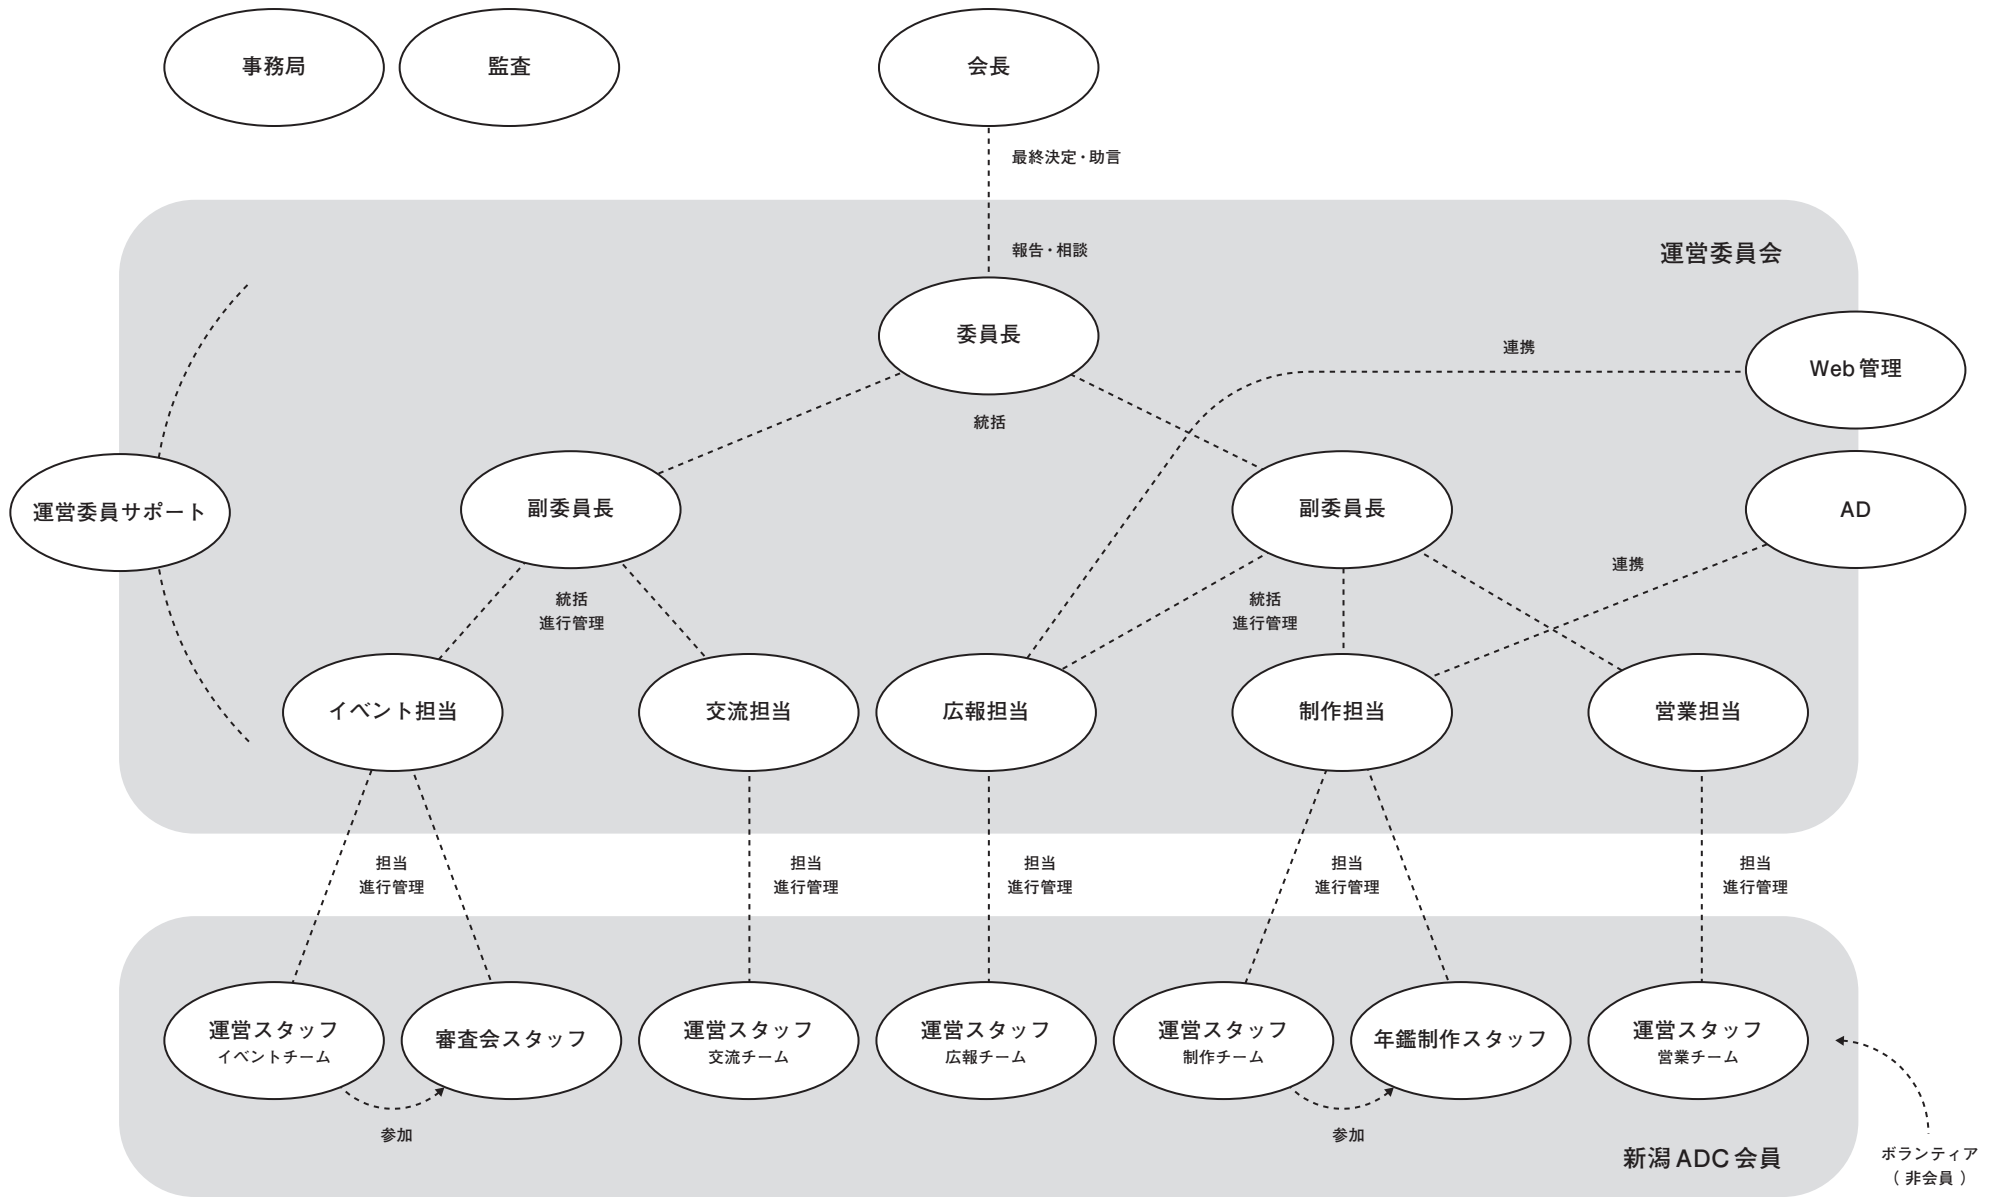 事務局
監査
会長
最終決定・助言
報告・相談
運営委員会
委員長
連携
Web管理
統括
運営委員サポート
副委員長
副委員長
AD
連携
統括
進行管理
統括
進行管理
イベント担当
交流担当
広報担当
制作担当
営業担当
担当
進行管理
担当
進行管理
担当
進行管理
担当
進行管理
担当
進行管理
運営スタッフ
イベントチーム
審査会スタッフ
運営スタッフ
交流チーム
運営スタッフ
広報チーム
運営スタッフ
制作チーム
年鑑制作スタッフ
運営スタッフ
営業チーム
参加
参加
新潟ADC会員
ボランティア
（非会員）